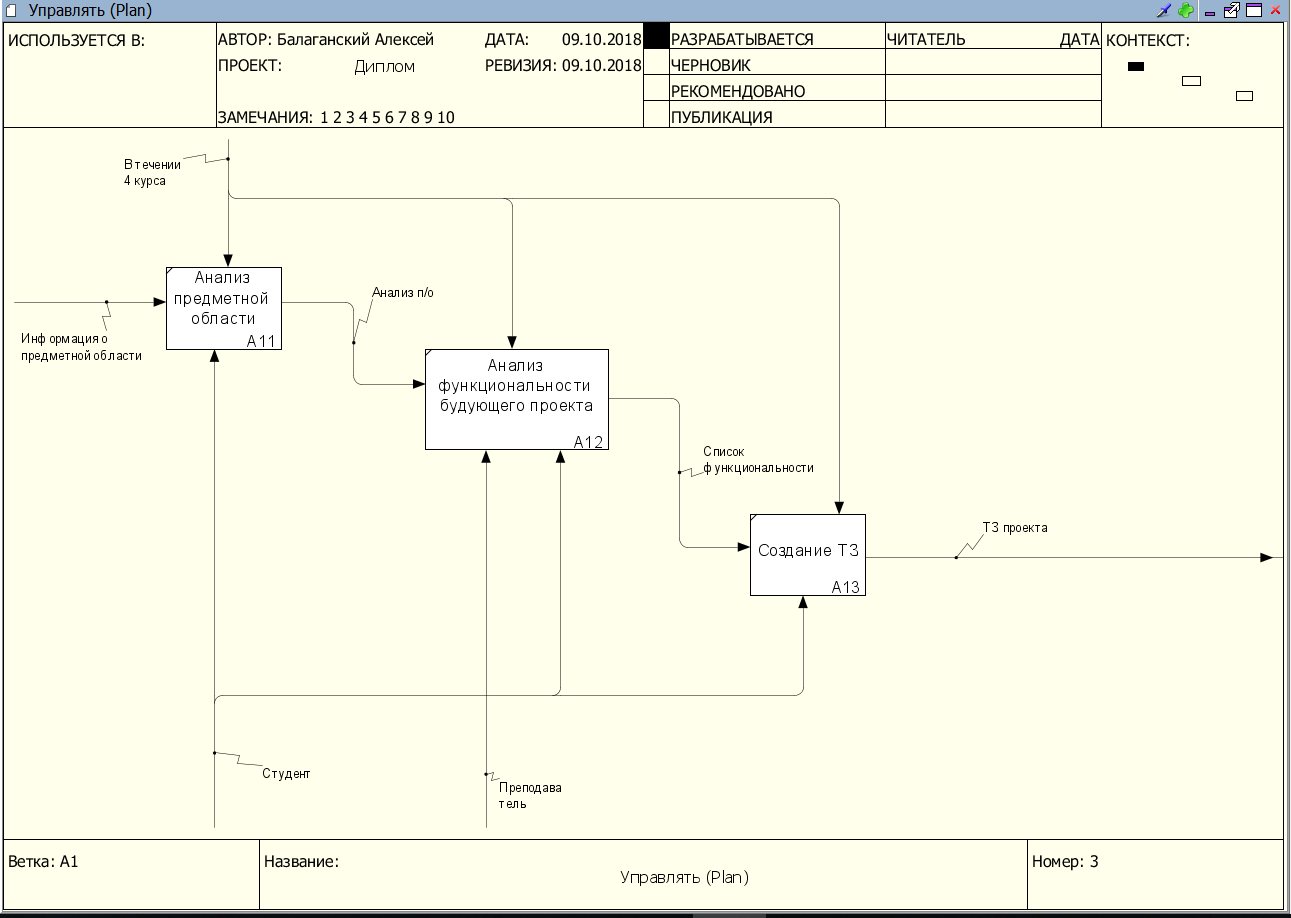 Управлять (Plan)
ИСПОЛЬЗУЕТСЯ В:
АВТОР: Балаганский Алексей
ДАТА: 09.10.2018
ПРОЕКТ: Диплом
РЕВИЗИЯ: 09.10.2018
ЗАМЕЧАНИЯ: 1 2 3 4 5 6 7 8 9 10
РАЗРАБАТЫВАЕТСЯ
ЧЕРНОВИК
РЕКОМЕНДОВАНО
ПУБЛИКАЦИЯ
ЧИТАТЕЛЬ
ДАТА
КОНТЕКСТ:
В течении
4 курса
Анализ
предметной
области
A11
Информация о
предметной области
Анализ п/о
Анализ
функциональности
будующего проекта
A12
Список
функциональности
Создание ТЗ
A13
ТЗ проекта
Студент
Преподава
тель
Ветка: A1
Название:
Управлять (Plan)
Номер: 3